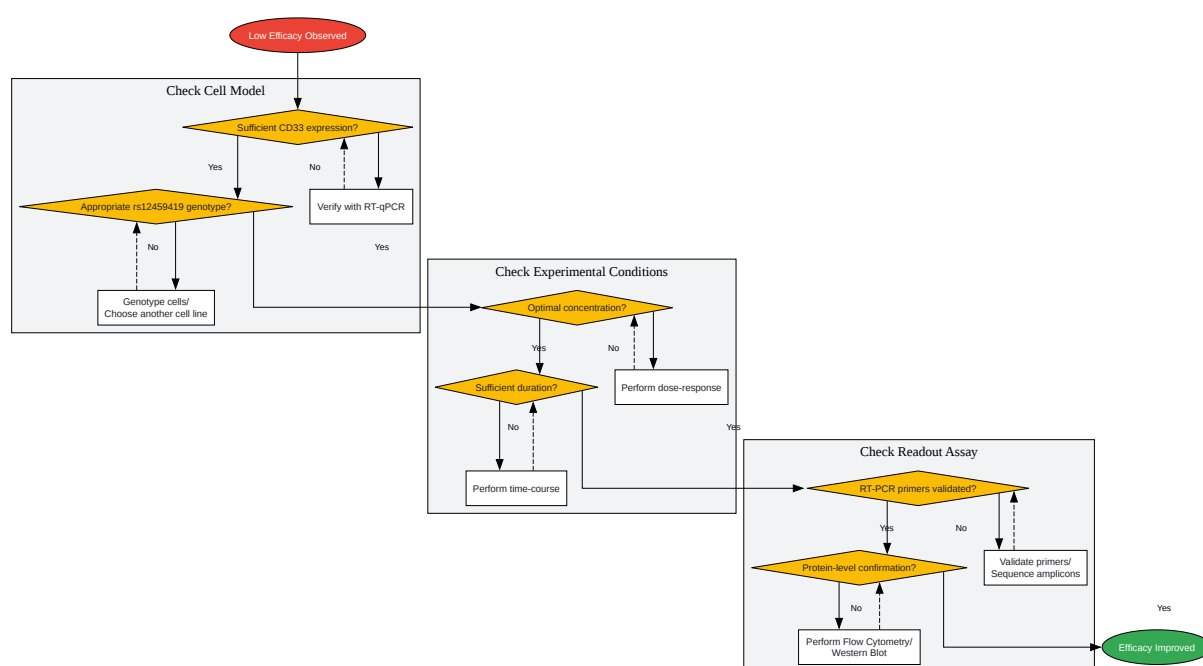 Low Efficacy Observed
Check Cell Model
Sufficient CD33 expression?
Yes
No
Verify with RT-qPCR
Appropriate rs12459419 genotype?
No
Yes
Genotype cells/
Choose another cell line
Check Experimental Conditions
Optimal concentration?
Yes
No
Perform dose-response
Sufficient duration?
No
Yes
Perform time-course
Check Readout Assay
RT-PCR primers validated?
Yes
No
Validate primers/
Sequence amplicons
Protein-level confirmation?
No
Yes
Perform Flow Cytometry/
Western Blot
Efficacy Improved